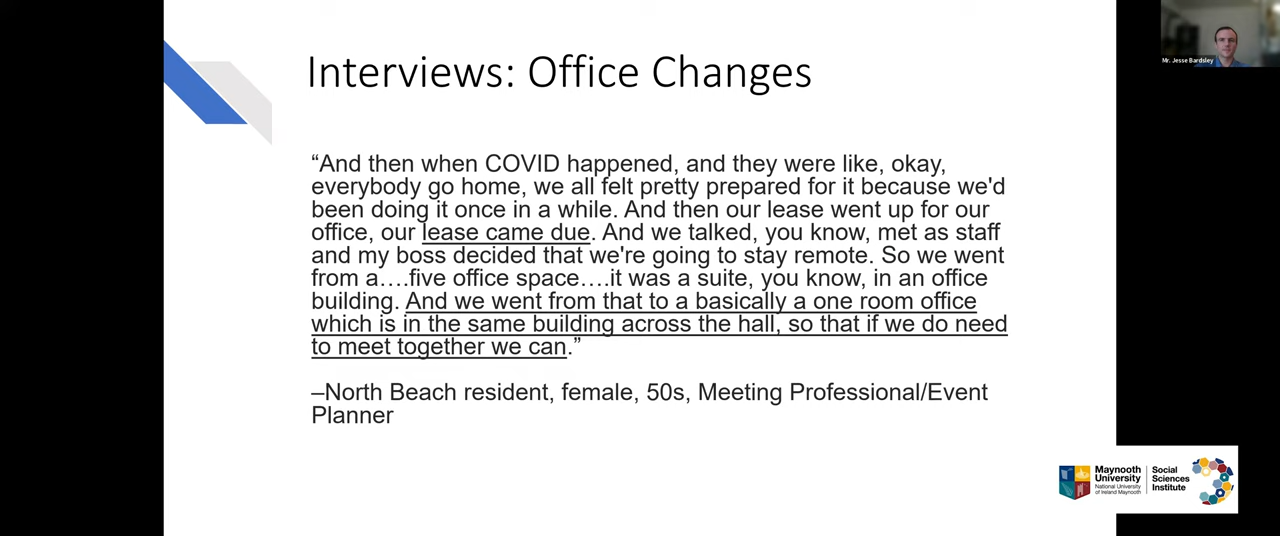 Interviews: Office Changes
Mr. Jesse Bardsley
“And then when COVID happened, and they were like, okay,
everybody go home, we all felt pretty prepared for it because we'd
been doing it once in a while. And then our lease went up for our
office, our lease came due. And we talked, you know, met as staff
and my boss decided that we're going to stay remote. So we went
from a….five office space….it was a suite, you know, in an office
building. And we went from that to a basically a one room office
which is in the same building across the hall, so that if we do need
to meet together we can.”
–North Beach resident, female, 50s, Meeting Professional/Event
Planner
Maynooth
University
National University
of Ireland Maynooth
Social
Sciences
Institute